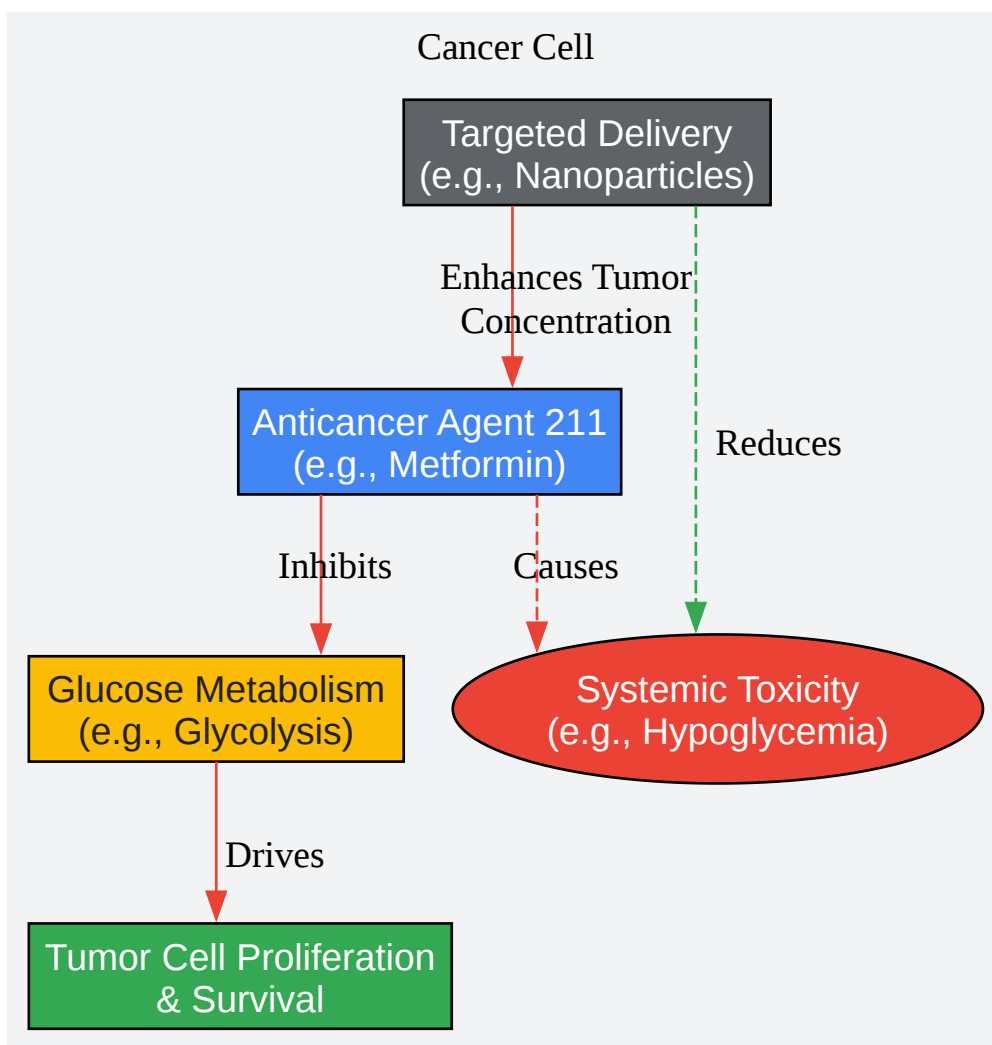 Cancer Cell
Targeted Delivery
(e.g., Nanoparticles)
Enhances Tumor
Concentration
Anticancer Agent 211
(e.g., Metformin)
Reduces
Inhibits
Causes
Glucose Metabolism
(e.g., Glycolysis)
Systemic Toxicity
(e.g., Hypoglycemia)
Drives
Tumor Cell Proliferation
& Survival